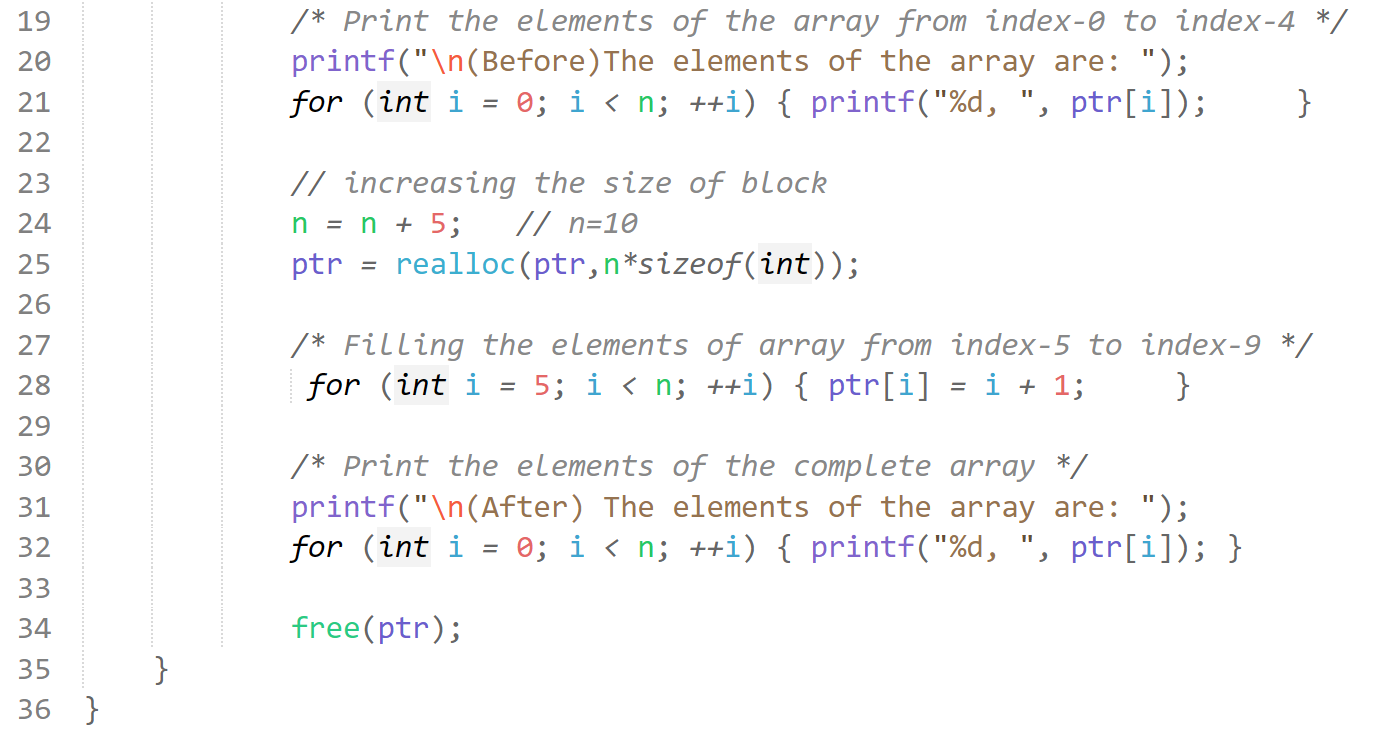 19 /* Print the elements of the array from index-0 to index-4 */
20 printf("\n(Before)The elements of the array are: ");
21 for (int i = 0; i < n; ++i) { printf("%d, ", ptr[i]);     }
22
23 // increasing the size of block
24 n = n + 5;   // n=10
25 ptr = realloc(ptr,n*sizeof(int));
26
27 /* Filling the elements of array from index-5 to index-9 */
28  for (int i = 5; i < n; ++i) { ptr[i] = i + 1;     }
29
30 /* Print the elements of the complete array */
31 printf("\n(After) The elements of the array are: ");
32 for (int i = 0; i < n; ++i) { printf("%d, ", ptr[i]); }
33
34 free(ptr);
35 }
36 }